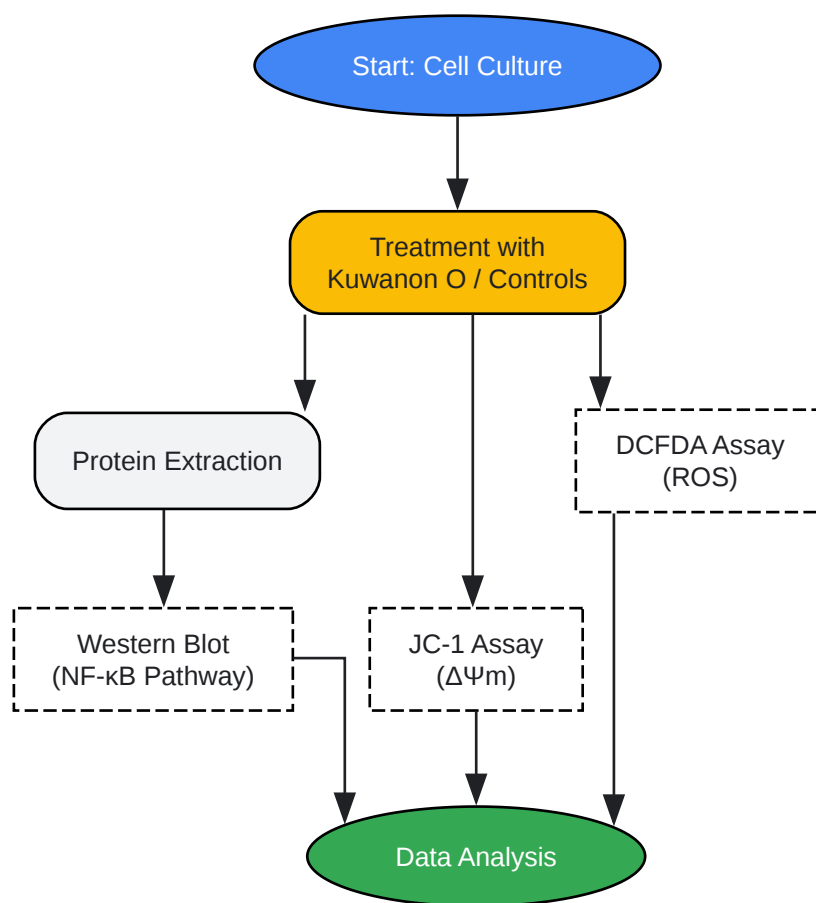 Start: Cell Culture
Treatment with
Kuwanon O / Controls
Protein Extraction
DCFDA Assay
(ROS)
Western Blot
(NF-κB Pathway)
JC-1 Assay
(ΔΨm)
Data Analysis